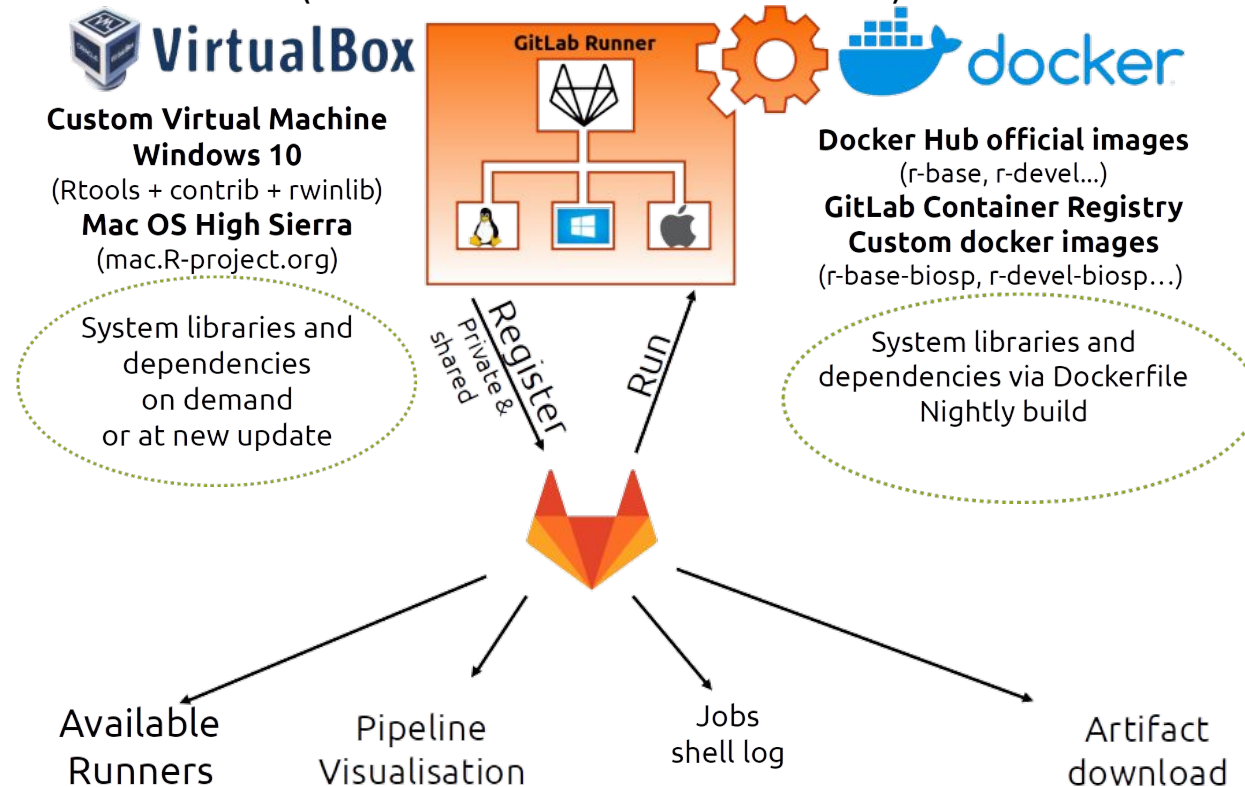 VirtualBox
GitLab Runner
docker
Custom Virtual Machine
Windows 10
(Rtools + contrib + rwinlib)
Mac OS High Sierra
(mac.R-project.org)
System libraries and
dependencies
on demand
or at new update
Docker Hub official images
(r-base, r-devel...)
GitLab Container Registry
Custom docker images
(r-base-biosp, r-devel-biosp…)
System libraries and
dependencies via Dockerfile
Nightly build
Register
Private &
shared
Run
Available
Runners
Pipeline
Visualisation
Jobs
shell log
Artifact
download